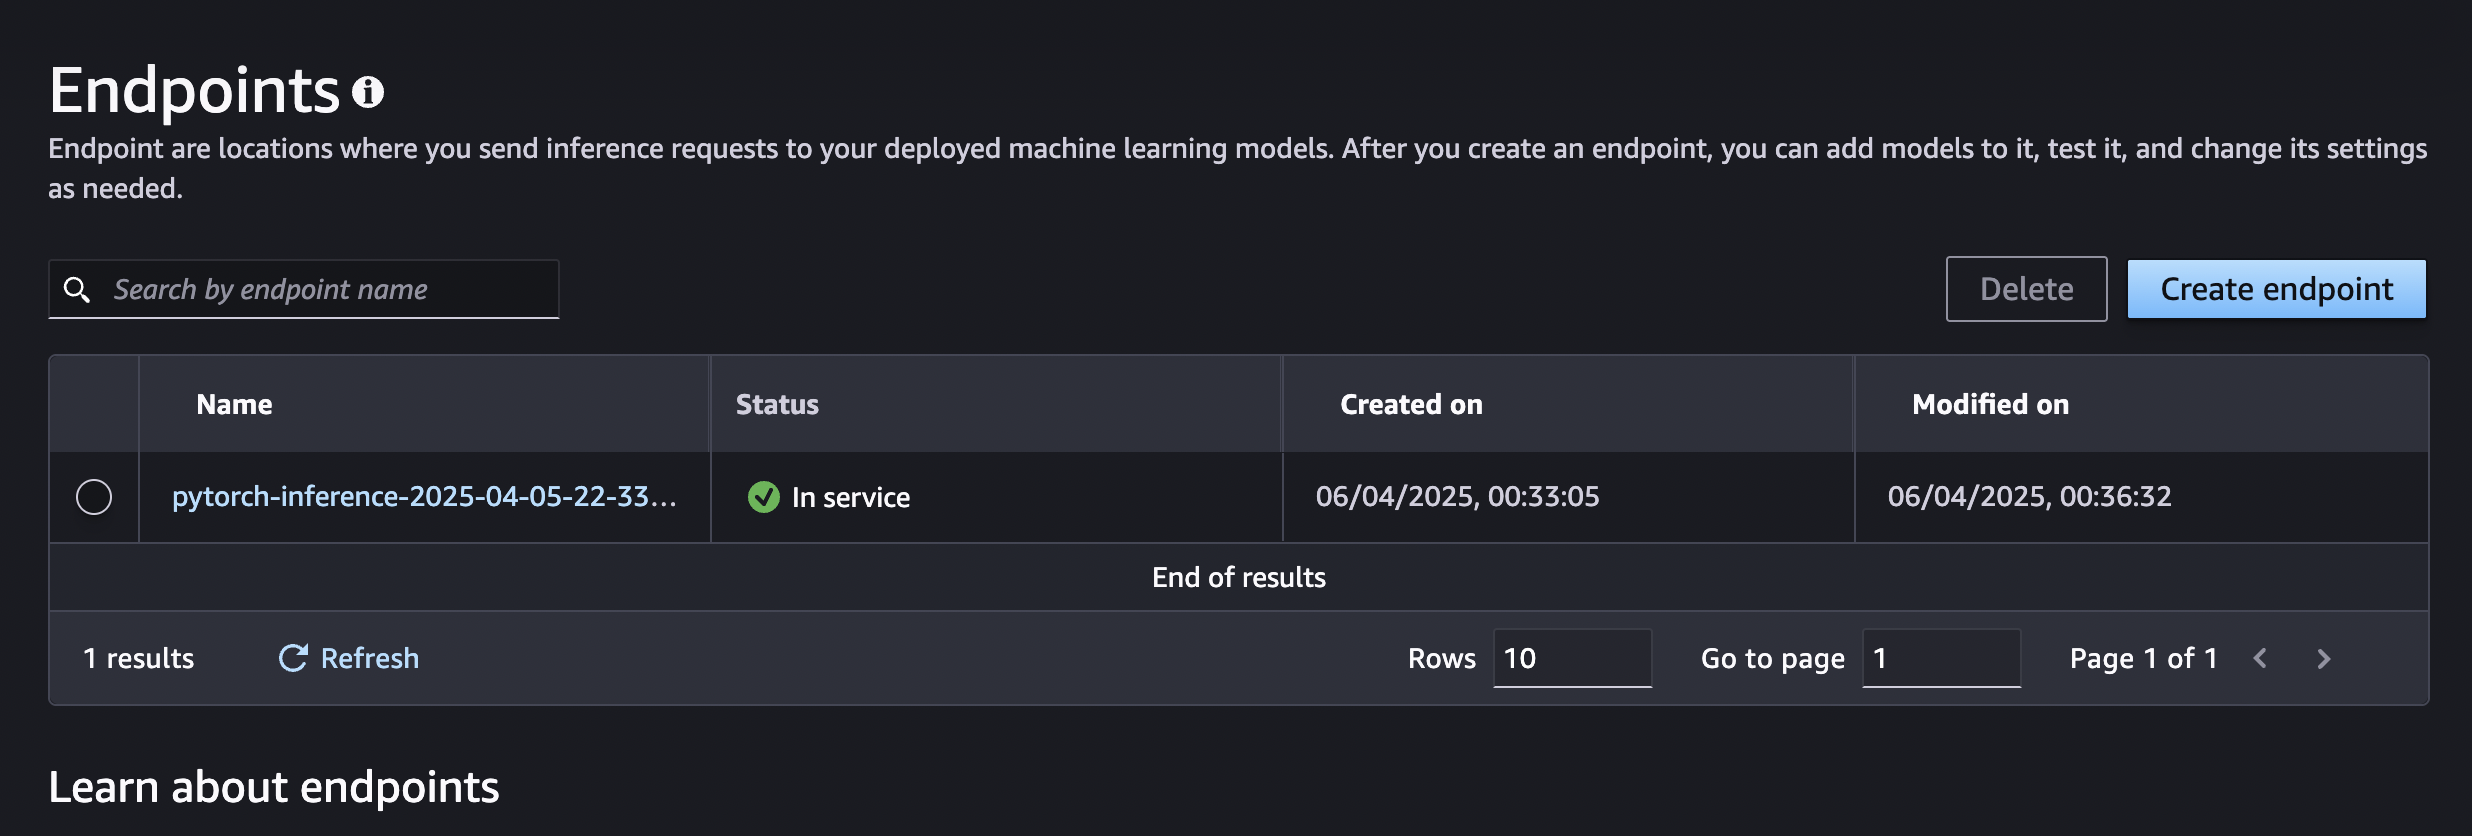 Endpoints
Endpoint are locations where you send inference requests to your deployed machine learning models. After you create an endpoint, you can add models to it, test it, and change its settings
as needed.
Search by endpoint name
Delete
Create endpoint
Name Status Created on Modified on
pytorch-inference-2025-04-05-22-33... In service 06/04/2025, 00:33:05 06/04/2025, 00:36:32
End of results
1 results Refresh Rows 10 Go to page 1 Page 1 of 1
Learn about endpoints